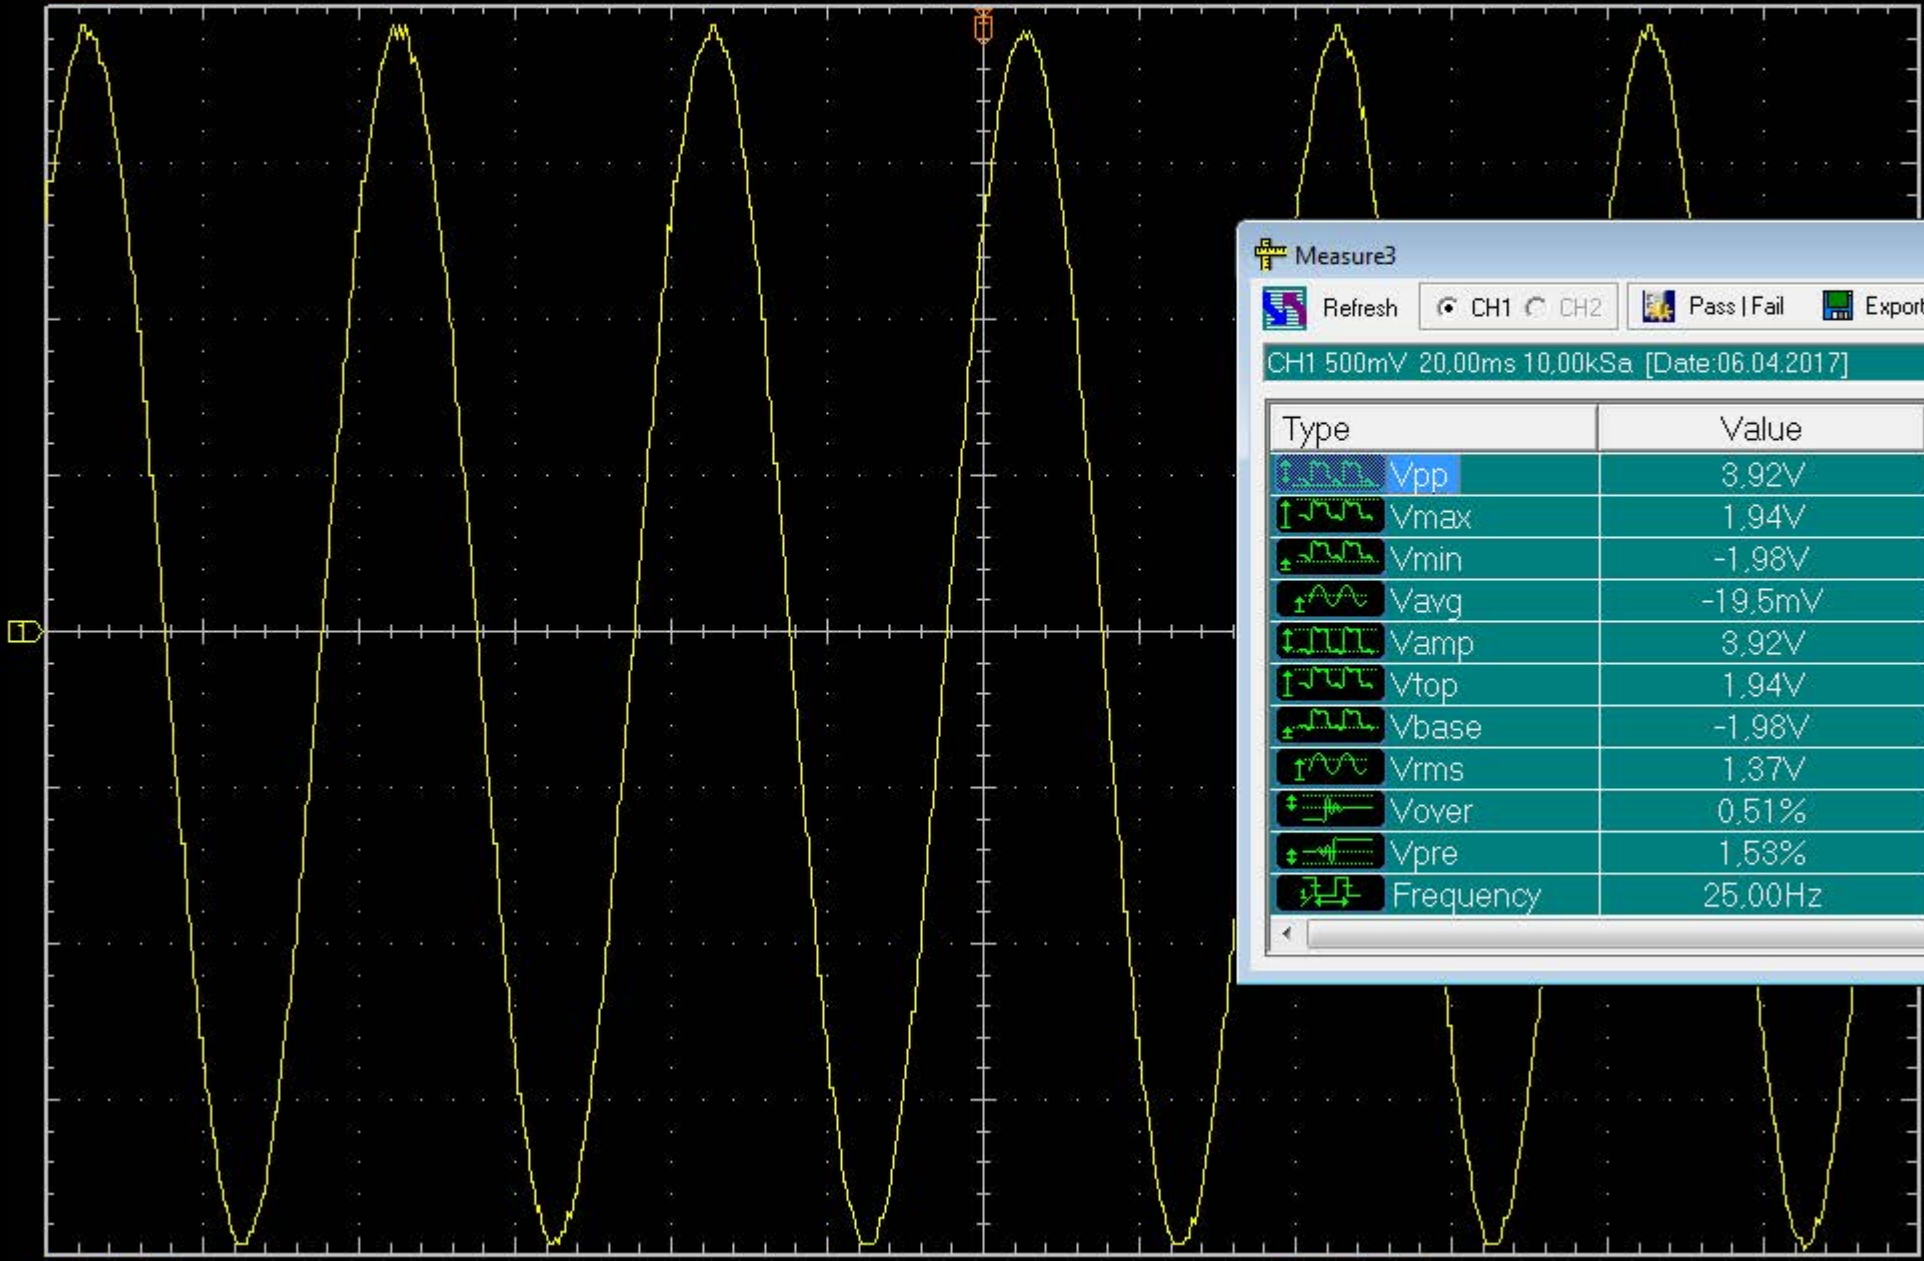 T
1
Measure3
Refresh CH1 CH2 Pass|Fail Export
CH1 500mV 20,00ms 10,00kSa [Date:06.04.2017]
Type Value
Vpp 3,92V
Vmax 1,94V
Vmin -1,98V
Vavg -19,5mV
Vamp 3,92V
Vtop 1,94V
Vbase -1,98V
Vrms 1,37V
Vover 0,51%
Vpre 1,53%
Frequency 25,00Hz